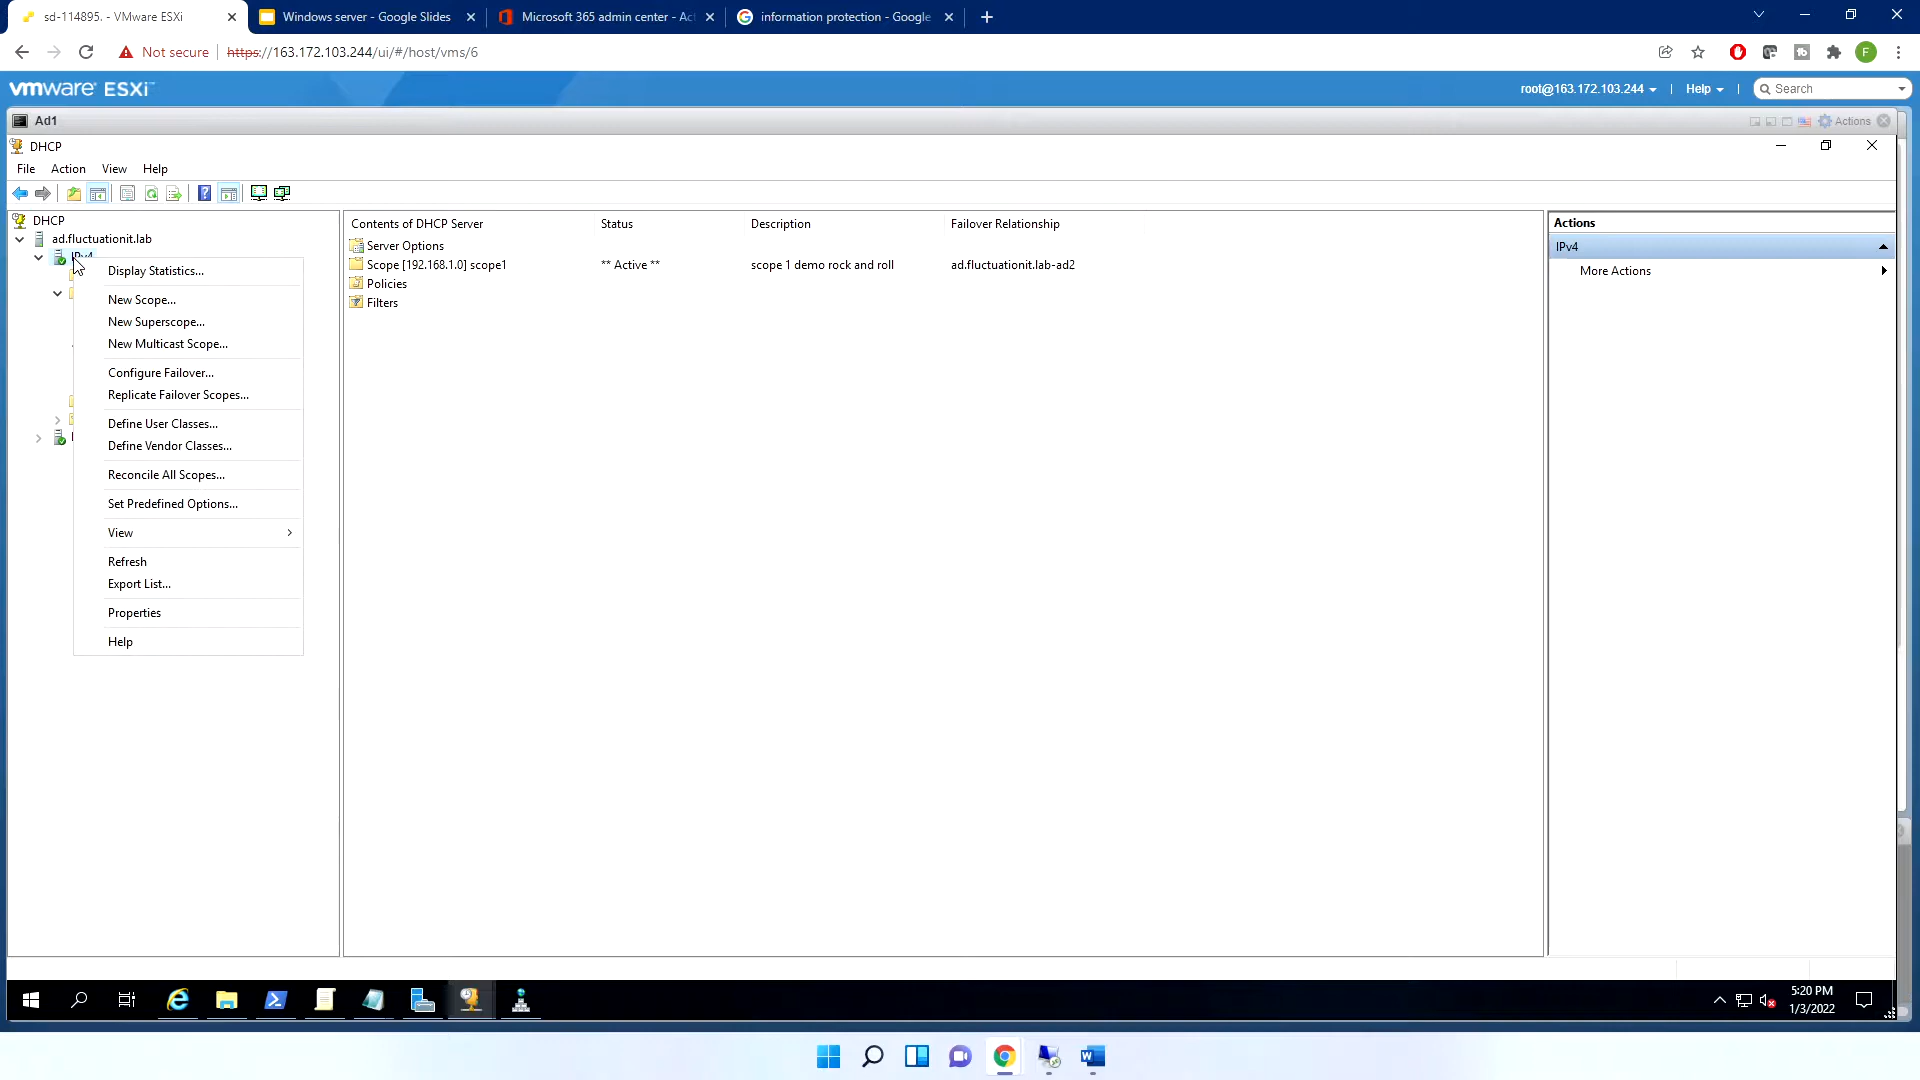 sd-114895. - VMware ESXi
Windows server - Google Slides
Microsoft 365 admin center - Ac
information protection - Google
Not secure
https://163.172.103.244/ui/#/host/vms/6
F
vmware ESXi
root@163.172.103.244
Help
Search
Ad1
Actions
DHCP
File Action View Help
DHCP
ad.fluctuationit.lab
IPv4
Display Statistics...
New Scope...
New Superscope...
New Multicast Scope...
Configure Failover...
Replicate Failover Scopes...
Define User Classes...
Define Vendor Classes...
Reconcile All Scopes...
Set Predefined Options...
View
Refresh
Export List...
Properties
Help
Contents of DHCP Server Status Description Failover Relationship
Server Options
Scope [192.168.1.0] scope1 ** Active ** scope 1 demo rock and roll ad.fluctuationit.lab-ad2
Policies
Filters
Actions
IPv4
More Actions
5:20 PM
1/3/2022